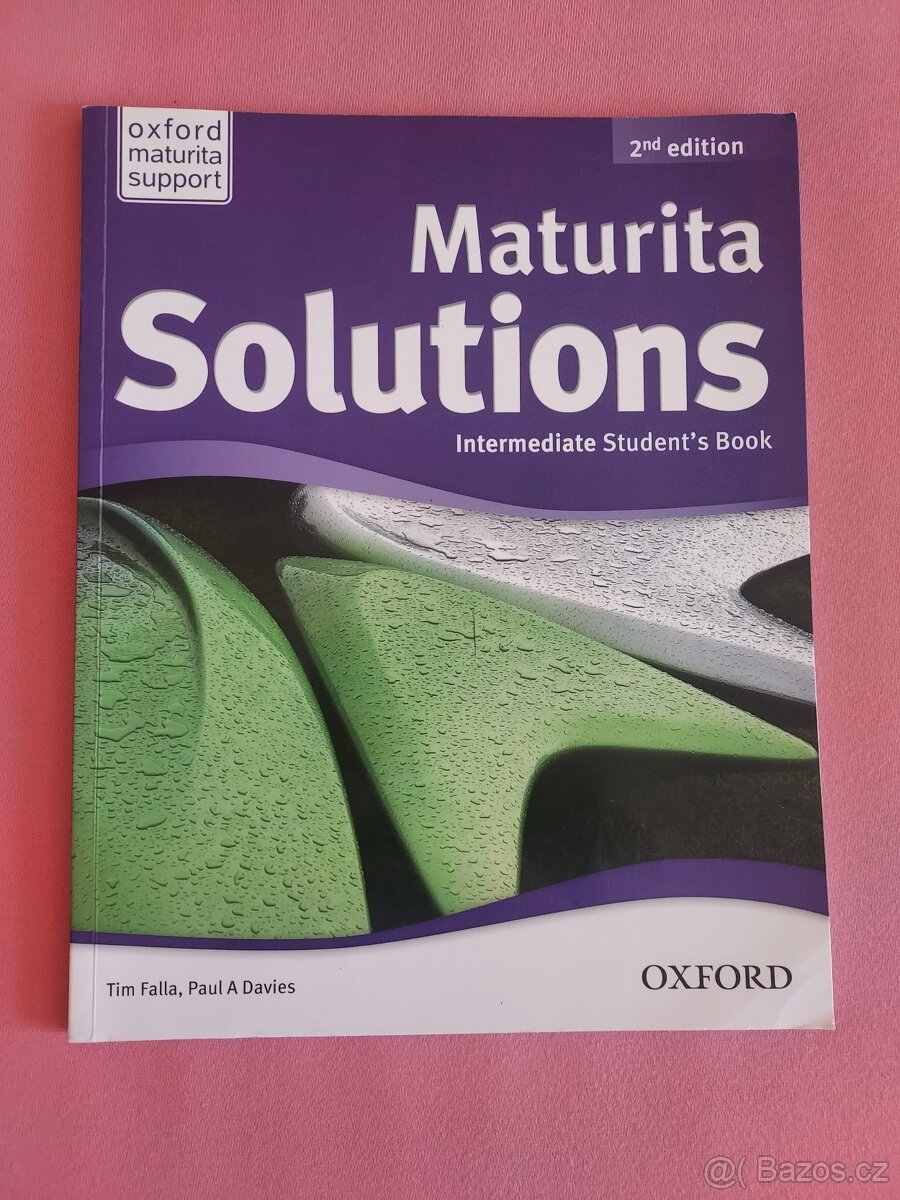 oxford
maturita
support
2nd edition
Maturita
Solutions
Intermediate Student's Book
Tim Falla, Paul A Davies
OXFORD
@( Bazos.cz